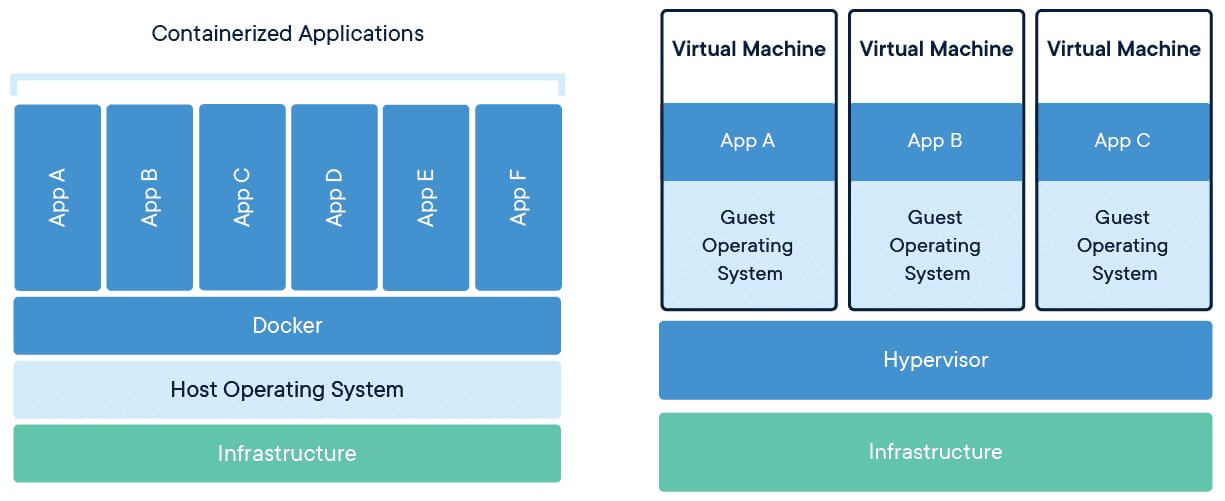 Containerized Applications
App A
App B
App C
App D
App E
App F
Docker
Host Operating System
Infrastructure
Virtual Machine
App A
Guest
Operating
System
Virtual Machine
App B
Guest
Operating
System
Virtual Machine
App C
Guest
Operating
System
Hypervisor
Infrastructure